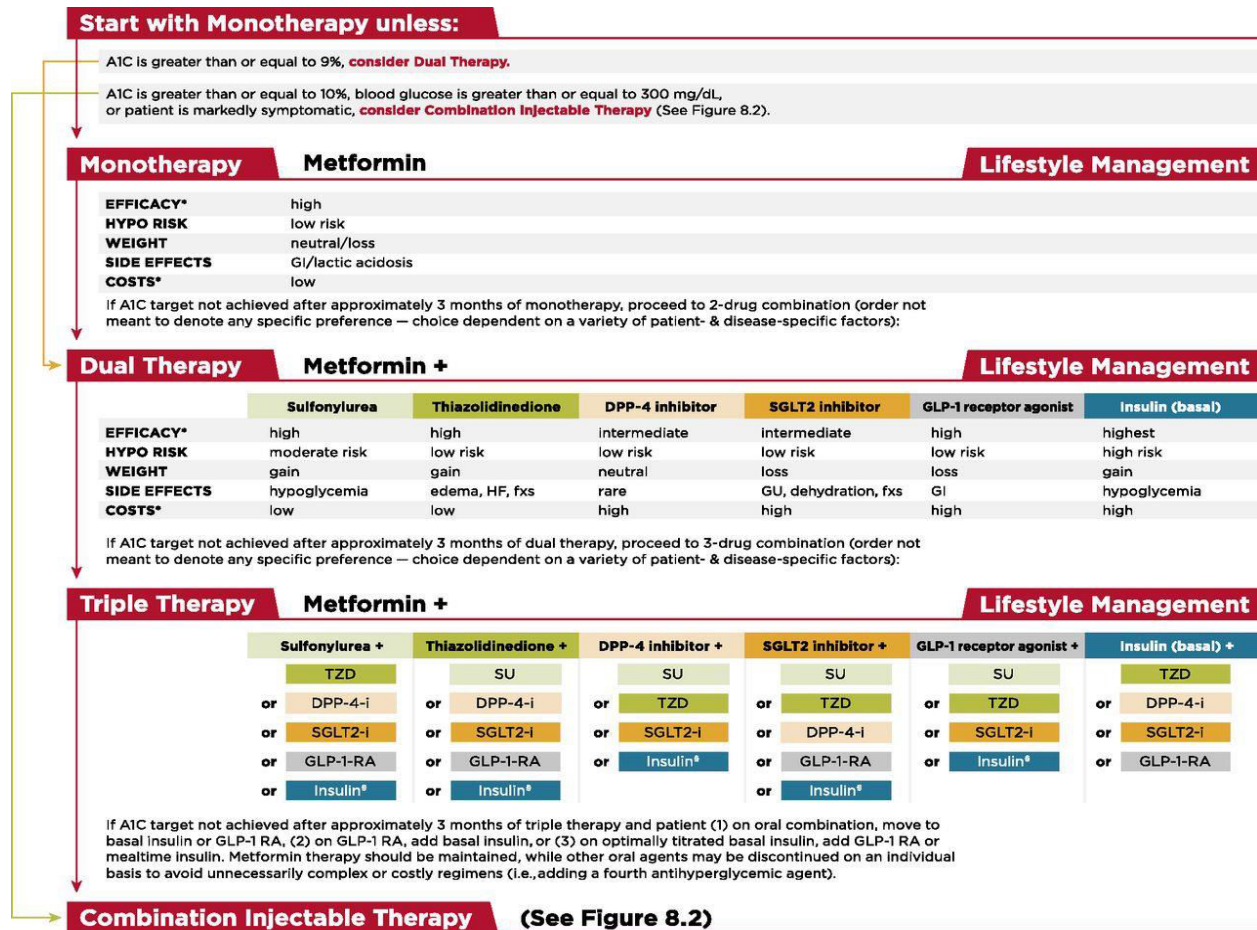 Start with Monotherapy unless:
A1C is greater than or equal to 9%, consider Dual Therapy.
A1C is greater than or equal to 10%, blood glucose is greater than or equal to 300 mg/dL,
or patient is markedly symptomatic, consider Combination Injectable Therapy (See Figure 8.2).
Monotherapy Metformin Lifestyle Management
EFFICACY* high
HYPO RISK low risk
WEIGHT neutral/loss
SIDE EFFECTS GI/lactic acidosis
COSTS* low
If A1C target not achieved after approximately 3 months of monotherapy, proceed to 2-drug combination (order not
meant to denote any specific preference — choice dependent on a variety of patient- & disease-specific factors):
Dual Therapy Metformin + Lifestyle Management
Sulfonylurea Thiazolidinedione DPP-4 inhibitor SGLT2 inhibitor GLP-1 receptor agonist Insulin (basal)
EFFICACY* high high intermediate intermediate high highest
HYPO RISK moderate risk low risk low risk low risk low risk high risk
WEIGHT gain gain neutral loss loss gain
SIDE EFFECTS hypoglycemia edema, HF, fxs rare GU, dehydration, fxs GI hypoglycemia
COSTS* low low high high high high
If A1C target not achieved after approximately 3 months of dual therapy, proceed to 3-drug combination (order not
meant to denote any specific preference — choice dependent on a variety of patient- & disease-specific factors):
Triple Therapy Metformin + Lifestyle Management
Sulfonylurea + Thiazolidinedione + DPP-4 inhibitor + SGLT2 inhibitor + GLP-1 receptor agonist + Insulin (basal) +
TZD SU SU SU SU TZD
or DPP-4-i or DPP-4-i or TZD or TZD or TZD or DPP-4-i
or SGLT2-i or SGLT2-i or SGLT2-i or DPP-4-i or SGLT2-i or SGLT2-i
or GLP-1-RA or GLP-1-RA or Insulin§ or GLP-1-RA or Insulin§ or GLP-1-RA
or Insulin§ or Insulin§ or Insulin§
If A1C target not achieved after approximately 3 months of triple therapy and patient (1) on oral combination, move to
basal insulin or GLP-1 RA, (2) on GLP-1 RA, add basal insulin, or (3) on optimally titrated basal insulin, add GLP-1 RA or
mealtime insulin. Metformin therapy should be maintained, while other oral agents may be discontinued on an individual
basis to avoid unnecessarily complex or costly regimens (i.e., adding a fourth antihyperglycemic agent).
Combination Injectable Therapy (See Figure 8.2)